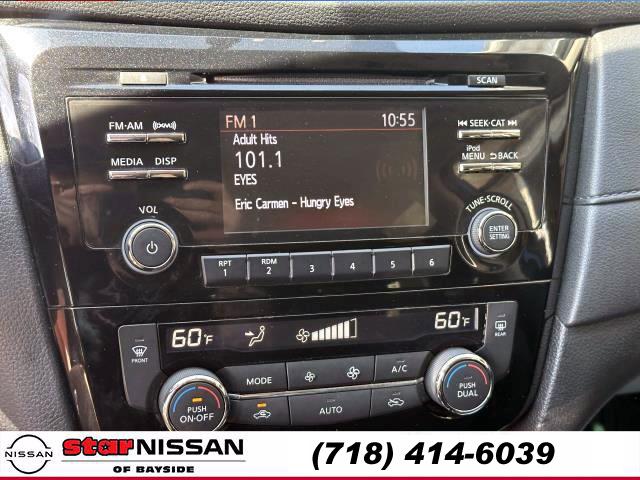 SCAN
FM·AM (((XM)))
MEDIA DISP
VOL
FM 1 10:55
Adult Hits
101.1
EYES
Eric Carmen - Hungry Eyes
SEEK·CAT
iPod
MENU BACK
TUNE·SCROLL
ENTER
SETTING
RPT
1
RDM
2
3
4
5
6
60°F
60°F
FRONT
REAR
MODE
A/C
AUTO
PUSH
ON·OFF
PUSH
DUAL
NISSAN
star NISSAN
OF BAYSIDE
(718) 414-6039